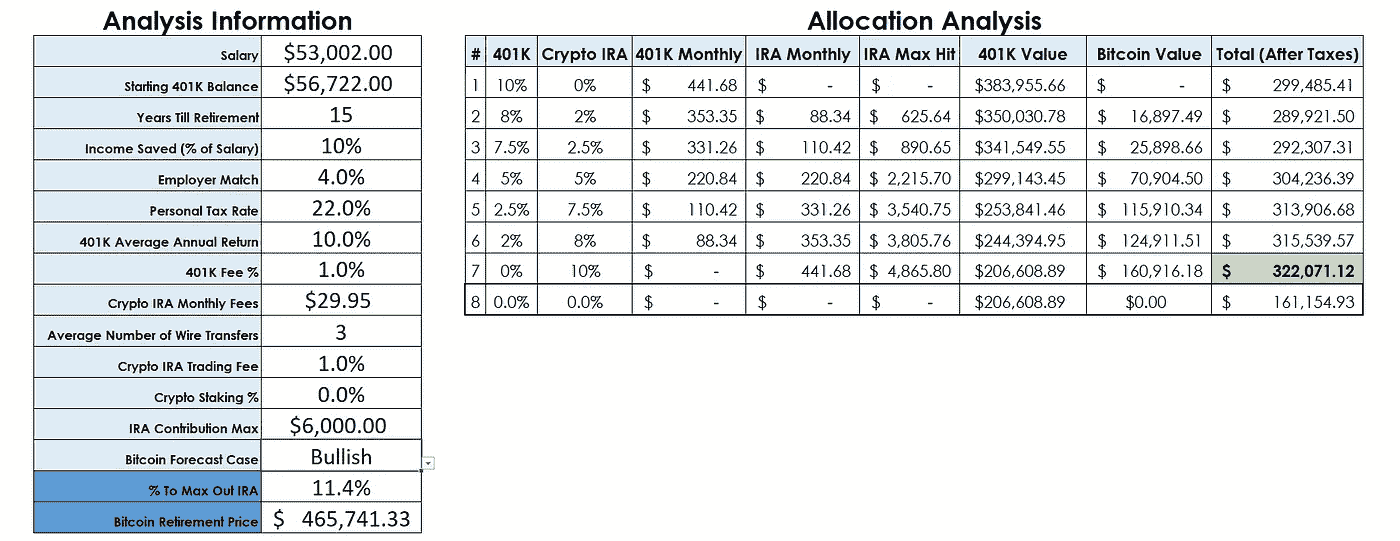 Analysis Information
Salary $53,002.00
Starting 401K Balance $56,722.00
Years Till Retirement 15
Income Saved (% of Salary) 10%
Employer Match 4.0%
Personal Tax Rate 22.0%
401K Average Annual Return 10.0%
401K Fee % 1.0%
Crypto IRA Monthly Fees $29.95
Average Number of Wire Transfers 3
Crypto IRA Trading Fee 1.0%
Crypto Staking % 0.0%
IRA Contribution Max $6,000.00
Bitcoin Forecast Case Bullish
% To Max Out IRA 11.4%
Bitcoin Retirement Price $ 465,741.33
Allocation Analysis
# 401K Crypto IRA 401K Monthly IRA Monthly IRA Max Hit 401K Value Bitcoin Value Total (After Taxes)
1 10% 0% $ 441.68 $ - $ - $383,955.66 $ - $ 299,485.41
2 8% 2% $ 353.35 $ 88.34 $ 625.64 $350,030.78 $ 16,897.49 $ 289,921.50
3 7.5% 2.5% $ 331.26 $ 110.42 $ 890.65 $341,549.55 $ 25,898.66 $ 292,307.31
4 5% 5% $ 220.84 $ 220.84 $ 2,215.70 $299,143.45 $ 70,904.50 $ 304,236.39
5 2.5% 7.5% $ 110.42 $ 331.26 $ 3,540.75 $253,841.46 $ 115,910.34 $ 313,906.68
6 2% 8% $ 88.34 $ 353.35 $ 3,805.76 $244,394.95 $ 124,911.51 $ 315,539.57
7 0% 10% $ - $ 441.68 $ 4,865.80 $206,608.89 $ 160,916.18 $ 322,071.12
8 0.0% 0.0% $ - $ - $ - $206,608.89 $0.00 $ 161,154.93